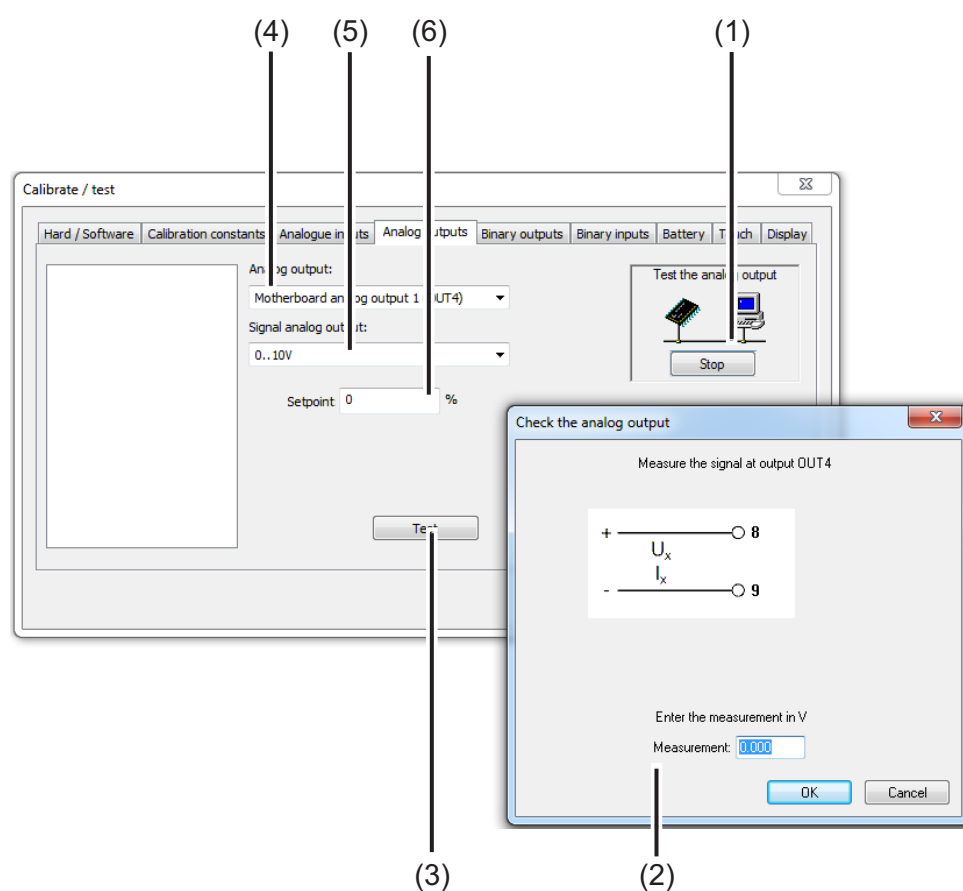 (4) (5) (6) (1)
Calibrate / test
Hard / Software Calibration constants Analogue inputs Analog outputs Binary outputs Binary inputs Battery Touch Display
Analog output:
Motherboard analog output 1 (OUT4)
Signal analog output:
0..10V
Setpoint 0 %
Test
Test the analog output
Stop
Check the analog output
Measure the signal at output OUT4
+ 8
Ux
Ix
- 9
Enter the measurement in V
Measurement: 0.000
OK Cancel
(3) (2)